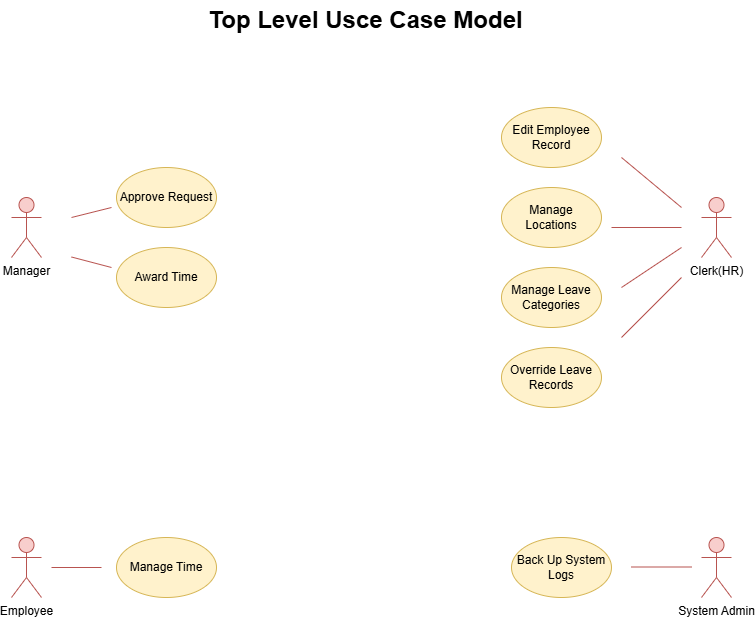 Top Level Usce Case Model
Edit Employee
Record
Approve Request
Manage
Locations
Manager
Award Time
Clerk(HR)
Manage Leave
Categories
Override Leave
Records
Manage Time
Back Up System
Logs
Employee
System Admin